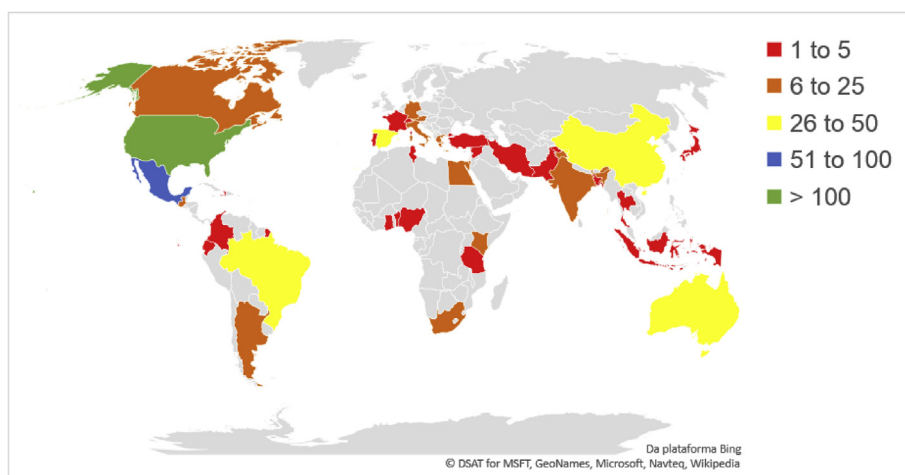 1 to 5
6 to 25
26 to 50
51 to 100
> 100
Da plataforma Bing
© DSAT for MSFT, GeoNames, Microsoft, Navteq, Wikipedia